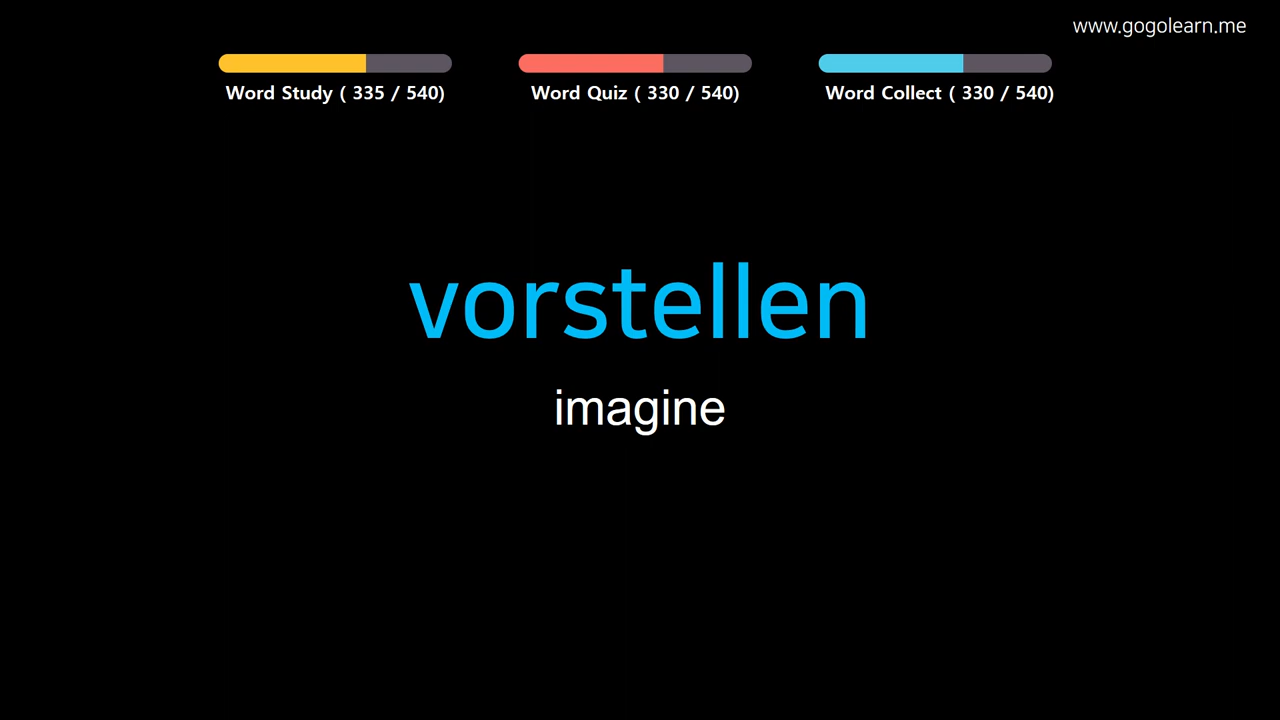 www.gogolearn.me
Word Study ( 335 / 540)
Word Quiz ( 330 / 540)
Word Collect ( 330 / 540)
vorstellen
imagine